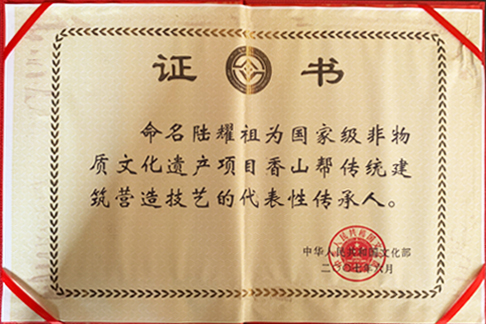 证书
命名陆耀祖为国家级非物
质文化遗产项目香山帮传统建
筑营造技艺的代表性传承人。
中华人民共和国文化部
二〇〇七年六月